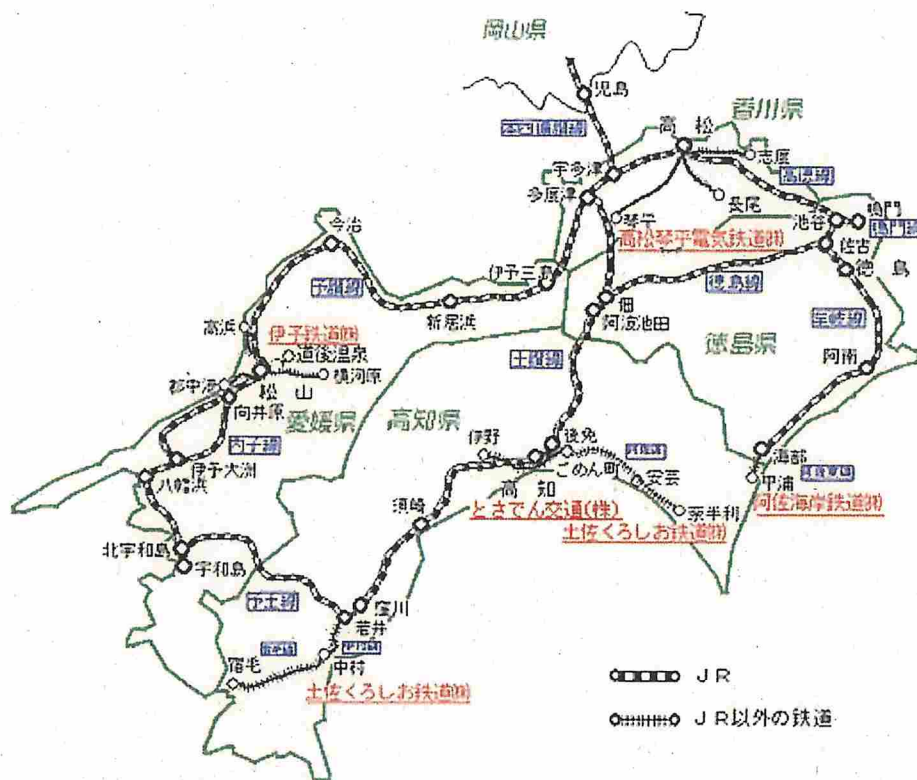 岡山県
児島
香川県
高松
志度
高徳線
宇多津
多度津
琴平
長尾
鳴門
池谷
鳴門線
佐古
徳島
高松琴平電気鉄道㈱
今治
伊予三島
予讃線
新居浜
佃
徳島線
阿波池田
牟岐線
高浜
伊予鉄道㈱
道後温泉
横河原
松山
郡中港
向井原
土讃線
徳島県
阿南
愛媛県
高知県
内子線
伊予大洲
八幡浜
伊野
後免
ごめん町
高知
安芸
奈半利
海部
甲浦
阿佐海岸鉄道㈱
とさでん交通(株)
土佐くろしお鉄道㈱
須崎
北宇和島
宇和島
予土線
窪川
若井
中村
宿毛
土佐くろしお鉄道㈱
JR
JR以外の鉄道